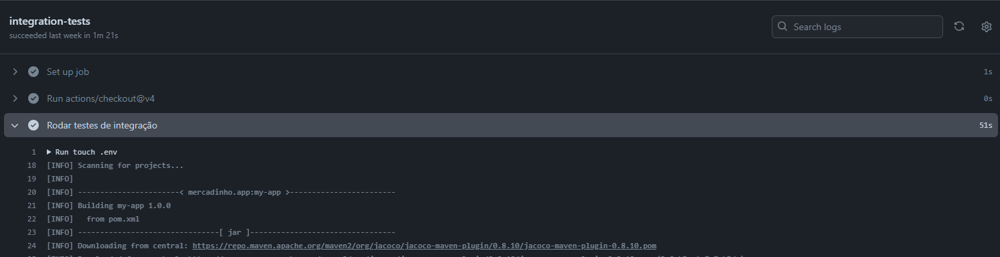 integration-tests
succeeded last week in 1m 21s
Search logs
Set up job 1s
Run actions/checkout@v4 0s
Rodar testes de integração 51s
1 Run touch .env
18 [INFO] Scanning for projects...
19 [INFO]
20 [INFO] -----------------------< mercadinho.app:my-app >------------------------
21 [INFO] Building my-app 1.0.0
22 [INFO]   from pom.xml
23 [INFO] --------------------------------[ jar ]---------------------------------
24 [INFO] Downloading from central: https://repo.maven.apache.org/maven2/org/jacoco/jacoco-maven-plugin/0.8.10/jacoco-maven-plugin-0.8.10.pom